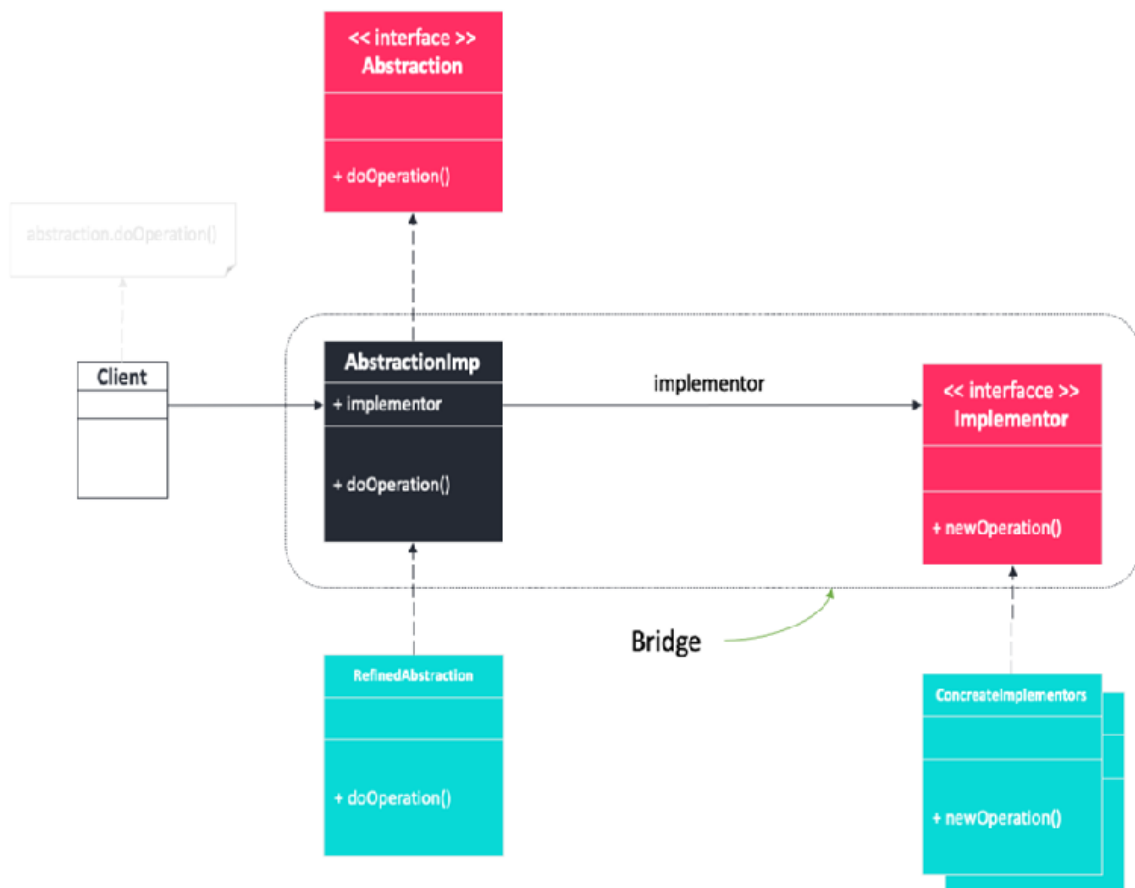 << interface >>
Abstraction
+ doOperation()
abstraction.doOperation()
Client
AbstractionImp
+ implementor
+ doOperation()
implementor
<< interfacce >>
Implementor
+ newOperation()
Bridge
RefinedAbstraction
+ doOperation()
ConcreateImplementors
+ newOperation()